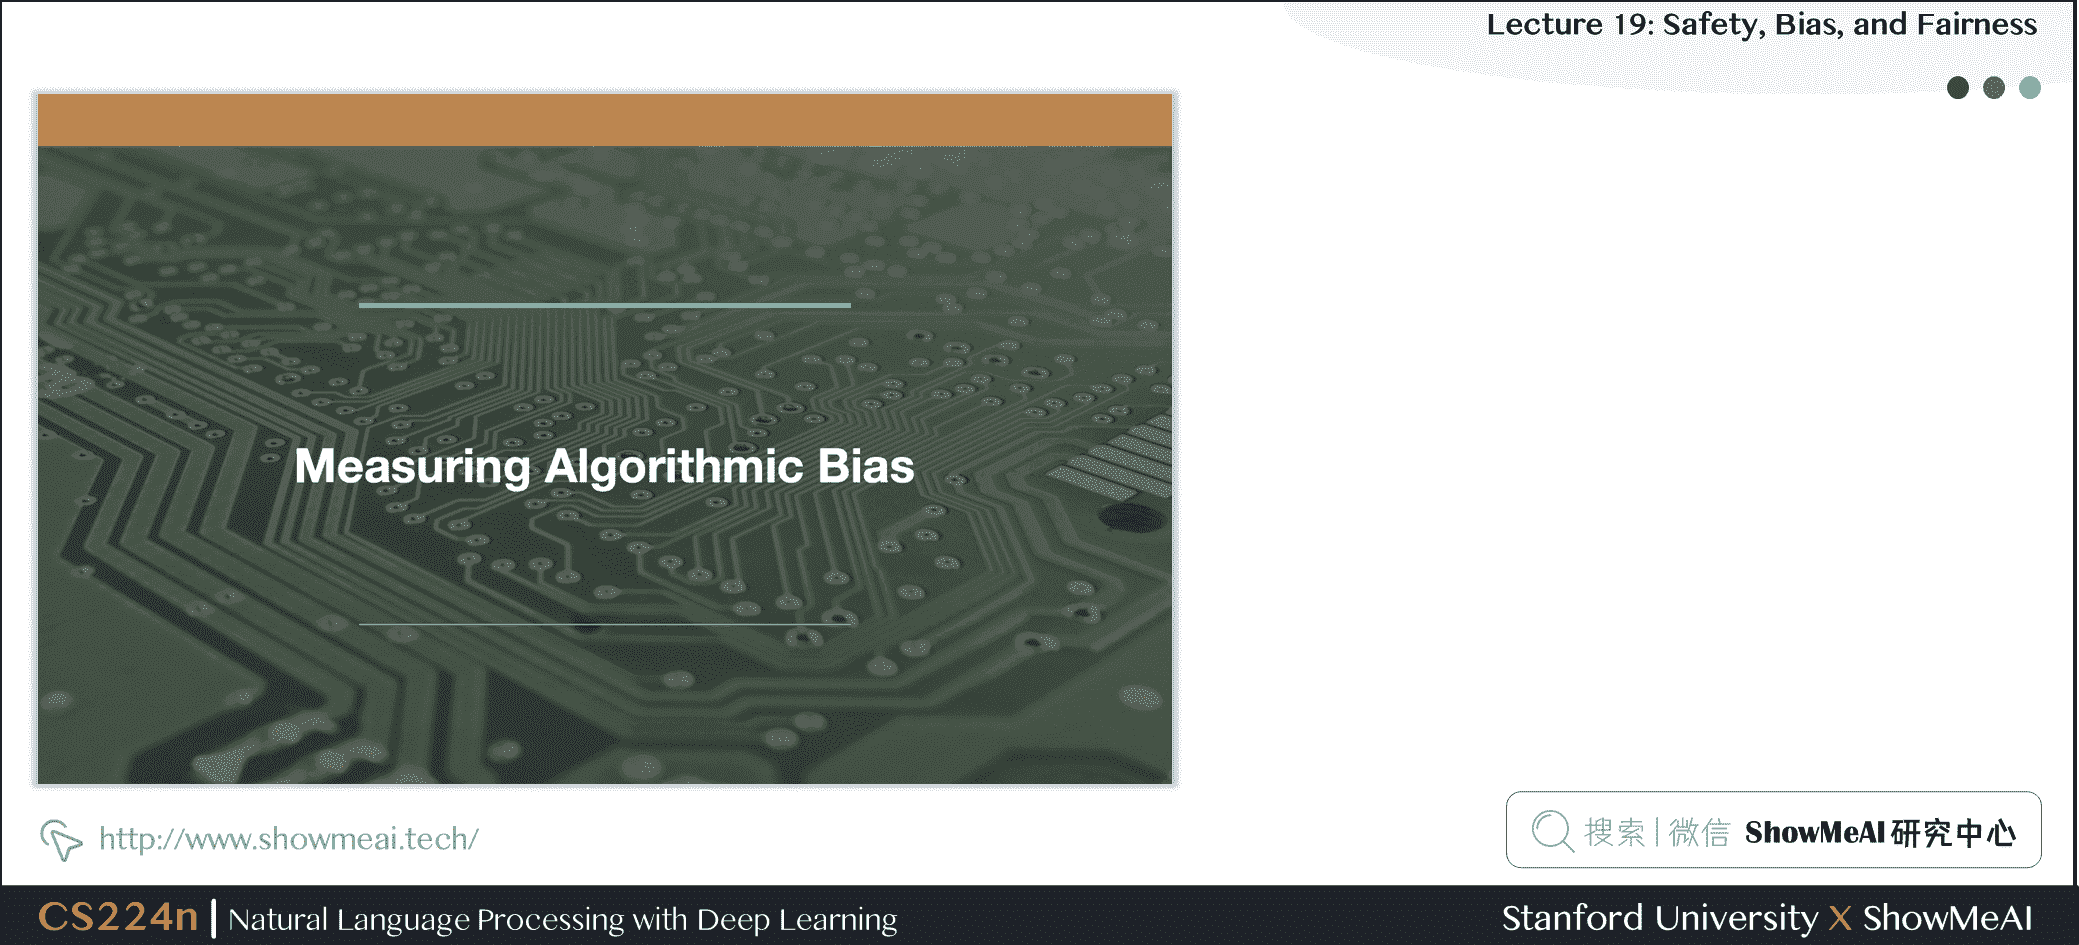 Lecture 19: Safety, Bias, and Fairness
Measuring Algorithmic Bias
http://www.showmeai.tech/
搜索 | 微信 ShowMeAI 研究中心
CS224n | Natural Language Processing with Deep Learning
Stanford University X ShowMeAI